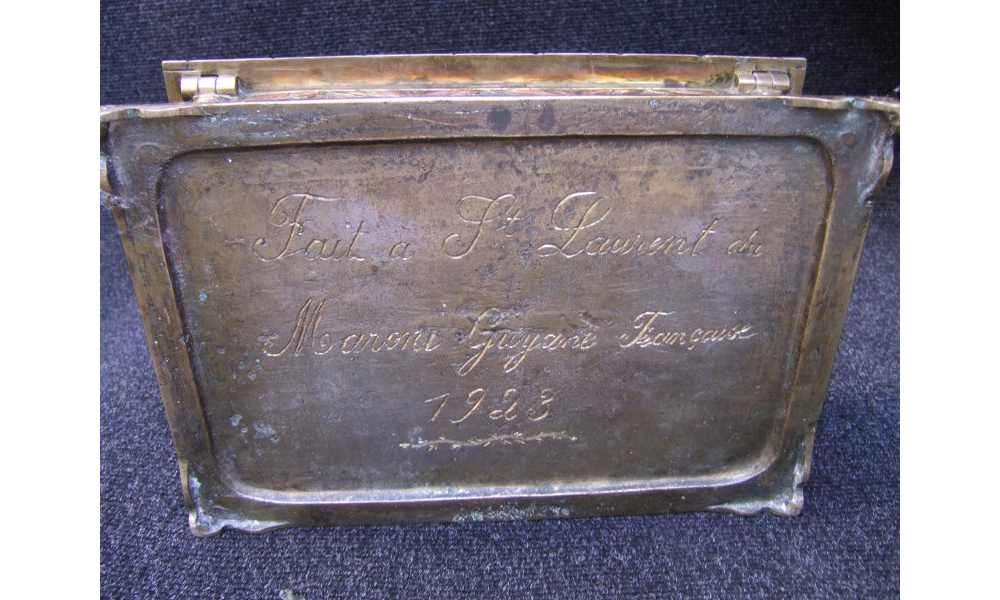 Fait a St Laurent du
Maroni Guyane Française
1923